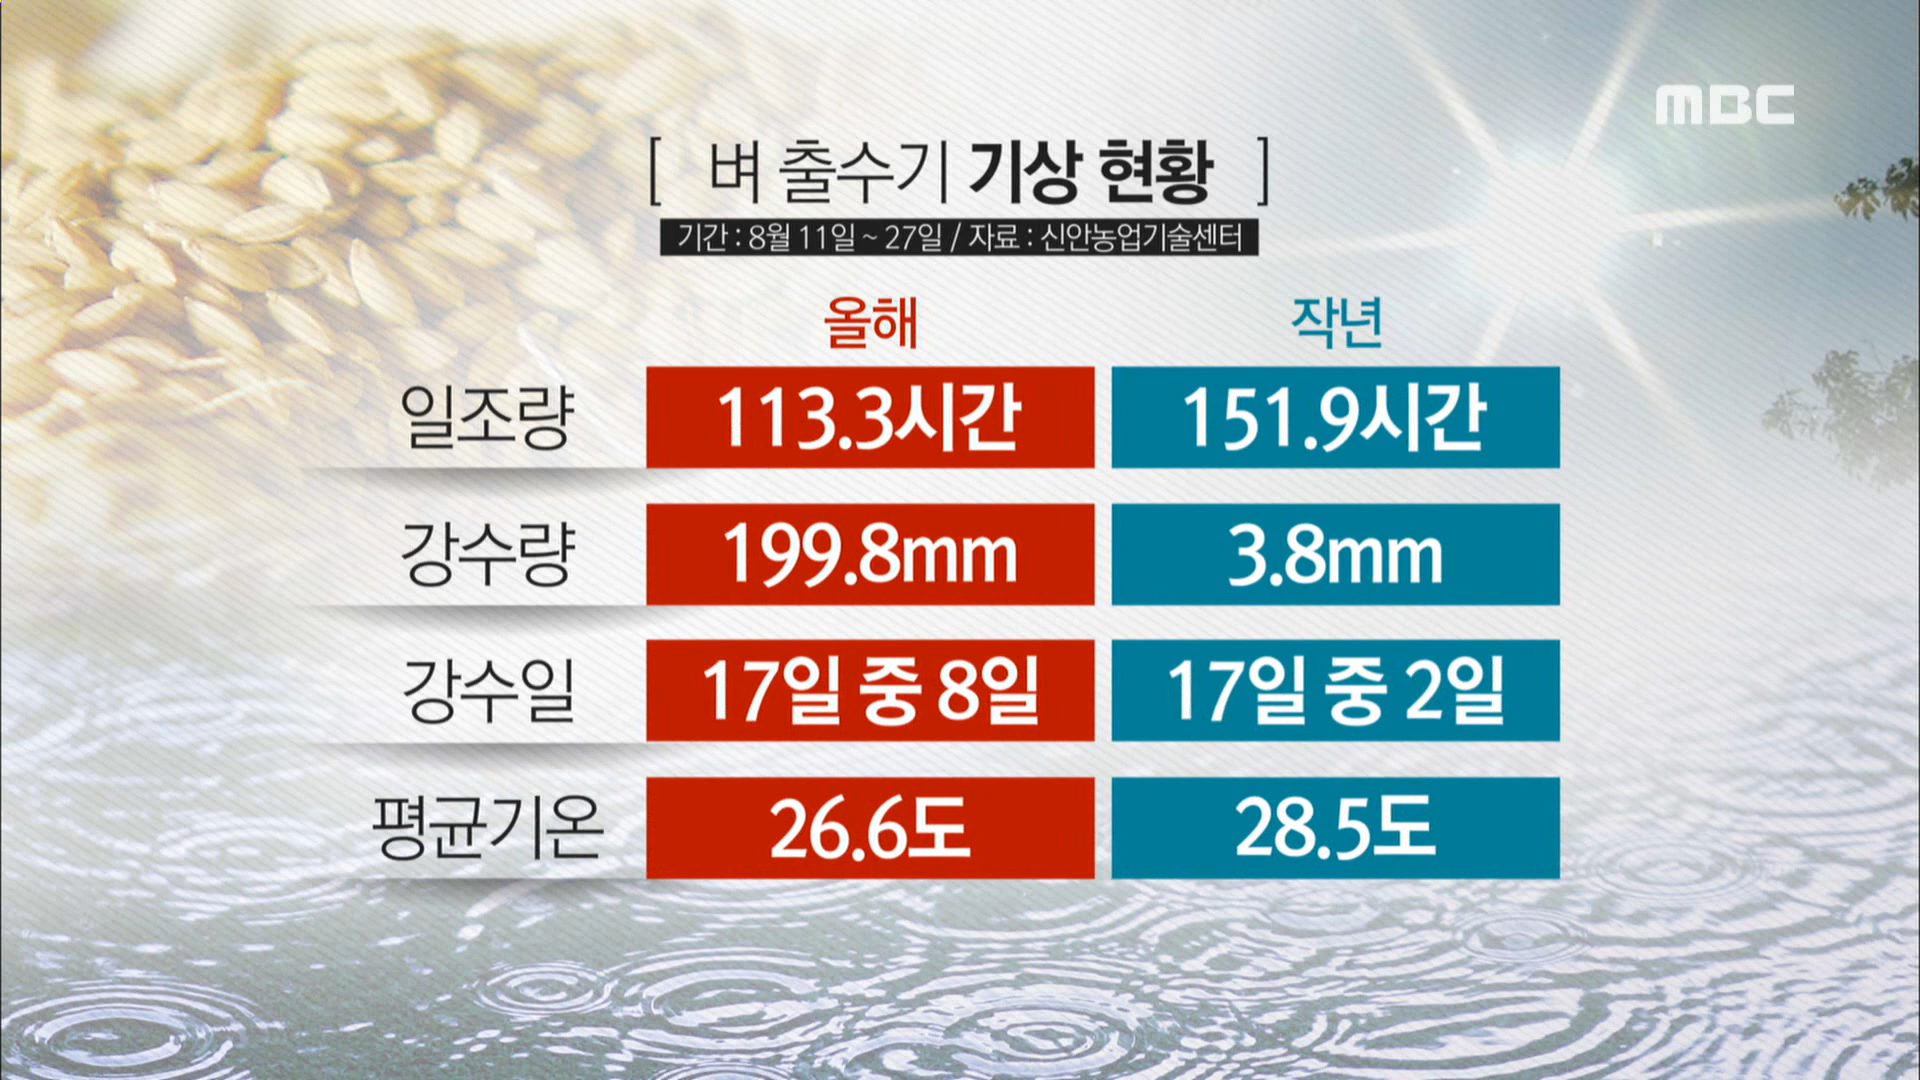 MBC
[ 벼 출수기 기상 현황 ]
기간 : 8월 11일 ~ 27일 / 자료 : 신안농업기술센터
올해 작년
일조량 113.3시간 151.9시간
강수량 199.8mm 3.8mm
강수일 17일 중 8일 17일 중 2일
평균기온 26.6도 28.5도